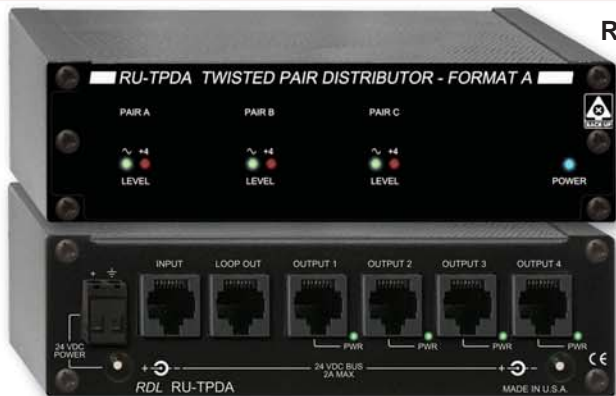 R
RU-TPDA TWISTED PAIR DISTRIBUTOR - FORMAT A
PAIR A PAIR B PAIR C
+4 +4 +4
LEVEL LEVEL LEVEL POWER
RACK UP
INPUT LOOP OUT OUTPUT 1 OUTPUT 2 OUTPUT 3 OUTPUT 4
+
24 VDC
POWER
PWR PWR PWR PWR
+ - 24 VDC BUS + -
2A MAX
RDL RU-TPDA MADE IN U.S.A.
CE